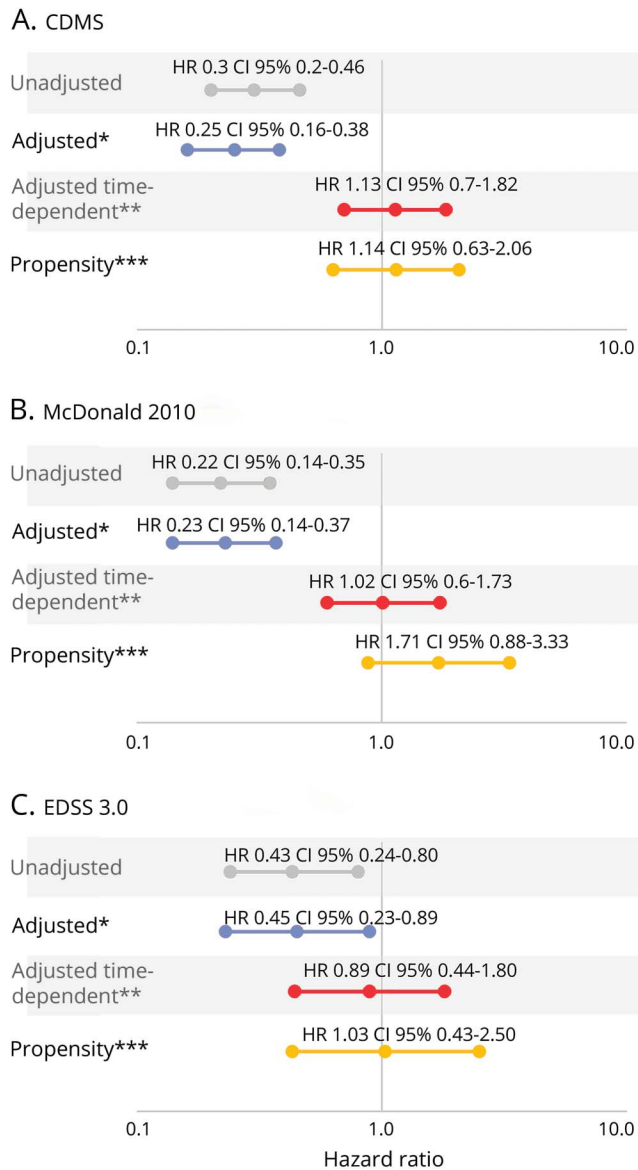 A. CDMS
HR 0.3 CI 95% 0.2-0.46
Unadjusted
HR 0.25 CI 95% 0.16-0.38
Adjusted*
HR 1.13 CI 95% 0.7-1.82
Adjusted time-
dependent**
HR 1.14 CI 95% 0.63-2.06
Propensity***
0.1 1.0 10.0
B. McDonald 2010
HR 0.22 CI 95% 0.14-0.35
Unadjusted
HR 0.23 CI 95% 0.14-0.37
Adjusted*
HR 1.02 CI 95% 0.6-1.73
Adjusted time-
dependent**
HR 1.71 CI 95% 0.88-3.33
Propensity***
0.1 1.0 10.0
C. EDSS 3.0
HR 0.43 CI 95% 0.24-0.80
Unadjusted
HR 0.45 CI 95% 0.23-0.89
Adjusted*
HR 0.89 CI 95% 0.44-1.80
Adjusted time-
dependent**
HR 1.03 CI 95% 0.43-2.50
Propensity***
0.1 1.0 10.0
Hazard ratio